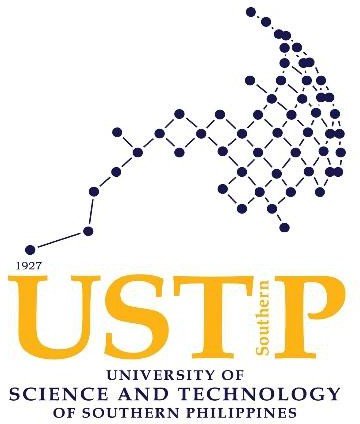 1927
USTP
Southern
UNIVERSITY OF
SCIENCE AND TECHNOLOGY
OF SOUTHERN PHILIPPINES